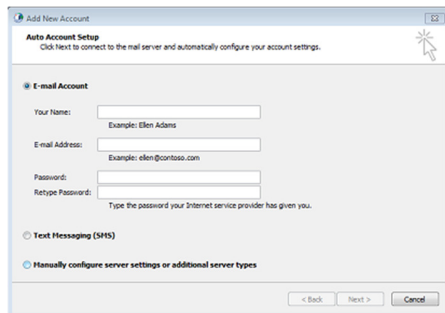 Add New Account
Auto Account Setup
Click Next to connect to the mail server and automatically configure your account settings.
E-mail Account
Your Name:
Example: Ellen Adams
E-mail Address:
Example: ellen@contoso.com
Password:
Retype Password:
Type the password your Internet service provider has given you.
Text Messaging (SMS)
Manually configure server settings or additional server types
< Back Next > Cancel